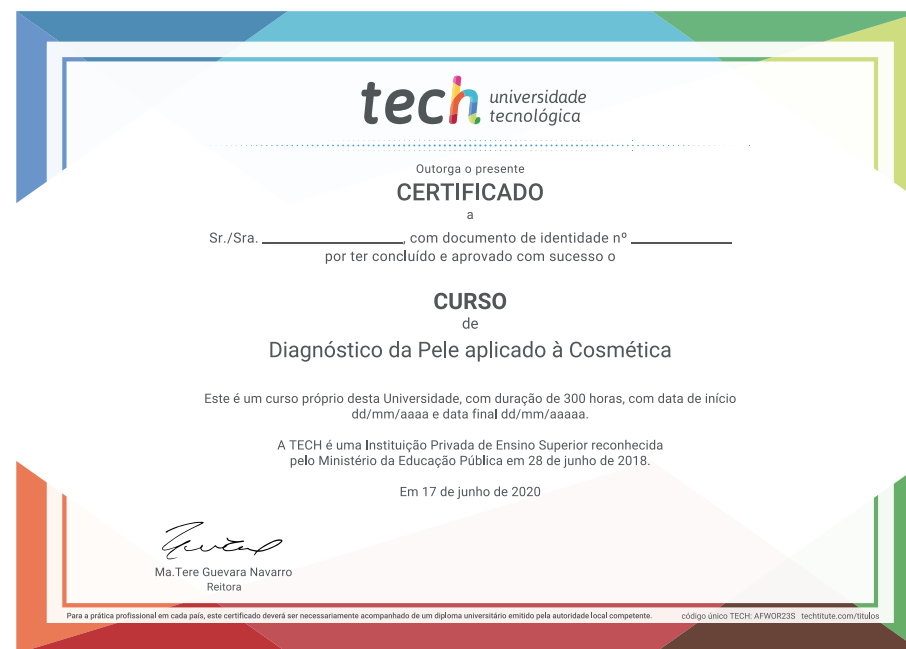 tech universidade
tecnológica
Outorga o presente
CERTIFICADO
a
Sr./Sra. ____________, com documento de identidade nº ____________
por ter concluído e aprovado com sucesso o
CURSO
de
Diagnóstico da Pele aplicado à Cosmética
Este é um curso próprio desta Universidade, com duração de 300 horas, com data de início
dd/mm/aaaa e data final dd/mm/aaaaa.
A TECH é uma Instituição Privada de Ensino Superior reconhecida
pelo Ministério da Educação Pública em 28 de junho de 2018.
Em 17 de junho de 2020
Ma.Tere Guevara Navarro
Reitora
Para a prática profissional em cada país, este certificado deverá ser necessariamente acompanhado de um diploma universitário emitido pela autoridade local competente. código único TECH: AFWOR23S techtitute.com/titulos